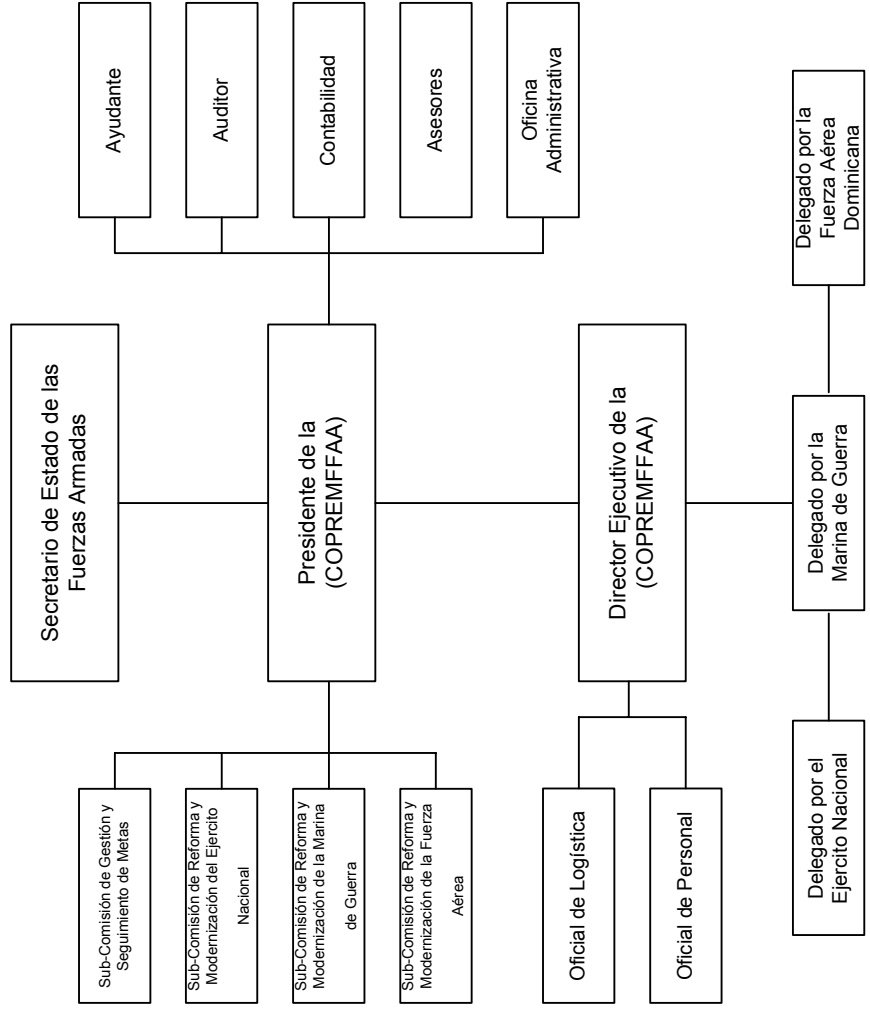 Secretario de Estado de las
Fuerzas Armadas
Sub-Comisión de Gestión y
Seguimiento de Metas
Sub-Comisión de Reforma y
Modernización del Ejercito
Nacional
Sub-Comisión de Reforma y
Modernización de la Marina
de Guerra
Sub-Comisión de Reforma y
Modernización de la Fuerza
Aérea
Presidente de la
(COPREMFFAA)
Ayudante
Auditor
Contabilidad
Asesores
Oficina
Administrativa
Oficial de Logística
Oficial de Personal
Director Ejecutivo de la
(COPREMFFAA)
Delegado por el
Ejercito Nacional
Delegado por la
Marina de Guerra
Delegado por la
Fuerza Aérea
Dominicana